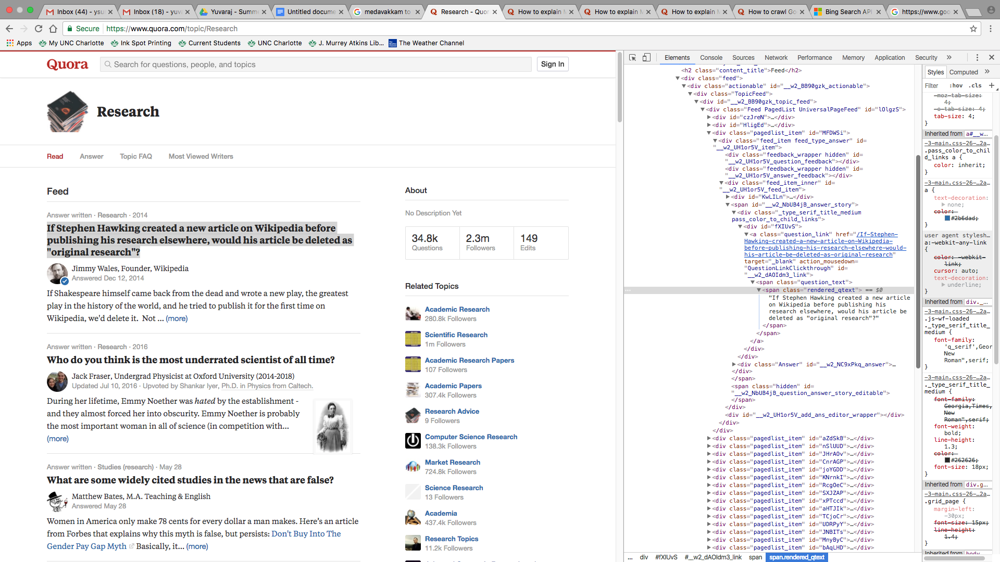 Inbox (44) - ysur
Inbox (18) - yuva
Yuvaraj - Summe
Untitled docume
medavakkam to
Research - Quor
How to explain M
How to explain M
How to explain M
How to crawl Go
Bing Search API
https://www.goo
Secure https://www.quora.com/topic/Research
Apps My UNC Charlotte Ink Spot Printing Current Students UNC Charlotte J. Murrey Atkins Lib... The Weather Channel
Quora
Search for questions, people, and topics
Sign In
Research
Read Answer Topic FAQ Most Viewed Writers
Feed
Answer written · Research · 2014
If Stephen Hawking created a new article on Wikipedia before
publishing his research elsewhere, would his article be deleted as
"original research"?
Jimmy Wales, Founder, Wikipedia
Answered Dec 12, 2014
If Shakespeare himself came back from the dead and wrote a new play, the greatest
play in the history of the world, and he tried to publish it for the first time on
Wikipedia, we'd delete it. Not ... (more)
Answer written · Research · 2016
Who do you think is the most underrated scientist of all time?
Jack Fraser, Undergrad Physicist at Oxford University (2014-2018)
Updated Jul 10, 2016 · Upvoted by Shankar Iyer, Ph.D. in Physics from Caltech.
During her lifetime, Emmy Noether was hated by the establishment -
and they almost forced her into obscurity. Emmy Noether is probably
the most important woman in all of science (in competition with...
(more)
Answer written · Studies (research) · May 28
What are some widely cited studies in the news that are false?
Matthew Bates, M.A. Teaching & English
Answered May 28
Women in America only make 78 cents for every dollar a man makes. Here's an article
from Forbes that explains why this myth is false, but persists: Don't Buy Into The
Gender Pay Gap Myth Basically, it... (more)
About
No Description Yet
34.8k 2.3m 149
Questions Followers Edits
Related Topics
Academic Research
280.8k Followers
Scientific Research
1m Followers
Academic Research Papers
107 Followers
Academic Papers
307.4k Followers
Research Advice
9 Followers
Computer Science Research
138.3k Followers
Market Research
724.8k Followers
Science Research
13 Followers
Academia
437.4k Followers
Research Topics
11.2k Followers
Elements Console Sources Network Performance Memory Application Security »
<h2 class="content_title">Feed</h2>
<div class="feed">
<div class="actionable" id="__w2_BB90gzk_actionable">
<div class="TopicFeed">
<div id="__w2_BB90gzk_topic_feed">
<div class="Feed PagedList UniversalPageFeed" id="lOlgzS">
<div id="czJreN">…</div>
<div id="HligEd">…</div>
<div class="pagedlist_item" id="MFDWSi">
<div class="feed_item feed_type_answer" id=
"__w2_UH1or5V_item">
<div class="feedback_wrapper hidden" id=
"__w2_UH1or5V_question_feedback"></div>
<div class="feedback_wrapper hidden" id=
"__w2_UH1or5V_answer_feedback"></div>
<div class="feed_item_inner" id=
"__w2_UH1or5V_feed_item">
<div id="KwLILn">…</div>
<span id="__w2_NbUB4jB_answer_story">
<div class="_type_serif_title_medium
pass_color_to_child_links">
<div id="fXIUvS">
<a class="question_link" href="/If-Stephen-
Hawking-created-a-new-article-on-Wikipedia-
before-publishing-his-research-elsewhere-would-
his-article-be-deleted-as-original-research"
target="_blank" action_mousedown=
"QuestionLinkClickthrough" id=
"__w2_dAOIdm3_link">
<span class="question_text">
<span class="rendered_qtext"> == $0
"If Stephen Hawking created a new article
on Wikipedia before publishing his
research elsewhere, would his article be
deleted as "original research"?"
</span>
</span>
</a>
</div>
</div>
<div class="Answer" id="__w2_NC9xPkq_answer">…
</div>
</span>
<span class="hidden" id=
"__w2_NbUB4jB_question_answer_story_editable">
</span>
</div>
<div id="__w2_UH1or5V_add_ans_editor_wrapper"></div>
</div>
</div>
<div class="pagedlist_item" id="aZdSkB">…</div>
<div class="pagedlist_item" id="nSlUUD">…</div>
<div class="pagedlist_item" id="JHrAOv">…</div>
<div class="pagedlist_item" id="CnrAGP">…</div>
<div class="pagedlist_item" id="joYGDD">…</div>
<div class="pagedlist_item" id="KNrnkI">…</div>
<div class="pagedlist_item" id="RcgOeC">…</div>
<div class="pagedlist_item" id="SXJZAP">…</div>
<div class="pagedlist_item" id="xPTccd">…</div>
<div class="pagedlist_item" id="aHTJIk">…</div>
<div class="pagedlist_item" id="TCjoCr">…</div>
<div class="pagedlist_item" id="UDRPyY">…</div>
<div class="pagedlist_item" id="JNBITs">…</div>
<div class="pagedlist_item" id="MnyByC">…</div>
<div class="pagedlist_item" id="bAqLHD">…</div>
... div #fXIUvS #__w2_dAOIdm3_link span span.rendered_qtext
Styles Computed »
Filter :hov .cls +
-moz-tab-size:
4;
-o-tab-size: 4;
tab-size: 4;
}
Inherited from a#__w…
-3-main.css-26-…2a…
.pass_color_to_chil
d_links a {
color: inherit;
}
-3-main.css-26-…2a…
a {
text-decoration:
none;
color:
#2b6dad;
}
user agent stylesh…
a:-webkit-any-link
{
color: -webkit-
link;
cursor: auto;
text-decoration:
underline;
}
Inherited from div._…
-3-main.css-26-…2a…
.js-wf-loaded
._type_serif_title_
medium {
font-family:
'q_serif',Geor
New
Roman",serif;
}
-3-main.css-26-…2a…
._type_serif_title_
medium {
font-family:
Georgia,Times,
New
Roman",serif;
font-weight:
bold;
line-height:
1.3;
color:
#262626;
font-size: 18px;
}
Inherited from div.g…
-3-main.css-26-…2a…
.grid_page {
margin-left:
-30px;
font-size: 15px;
line-height:
1.4;
}
Inherited from body